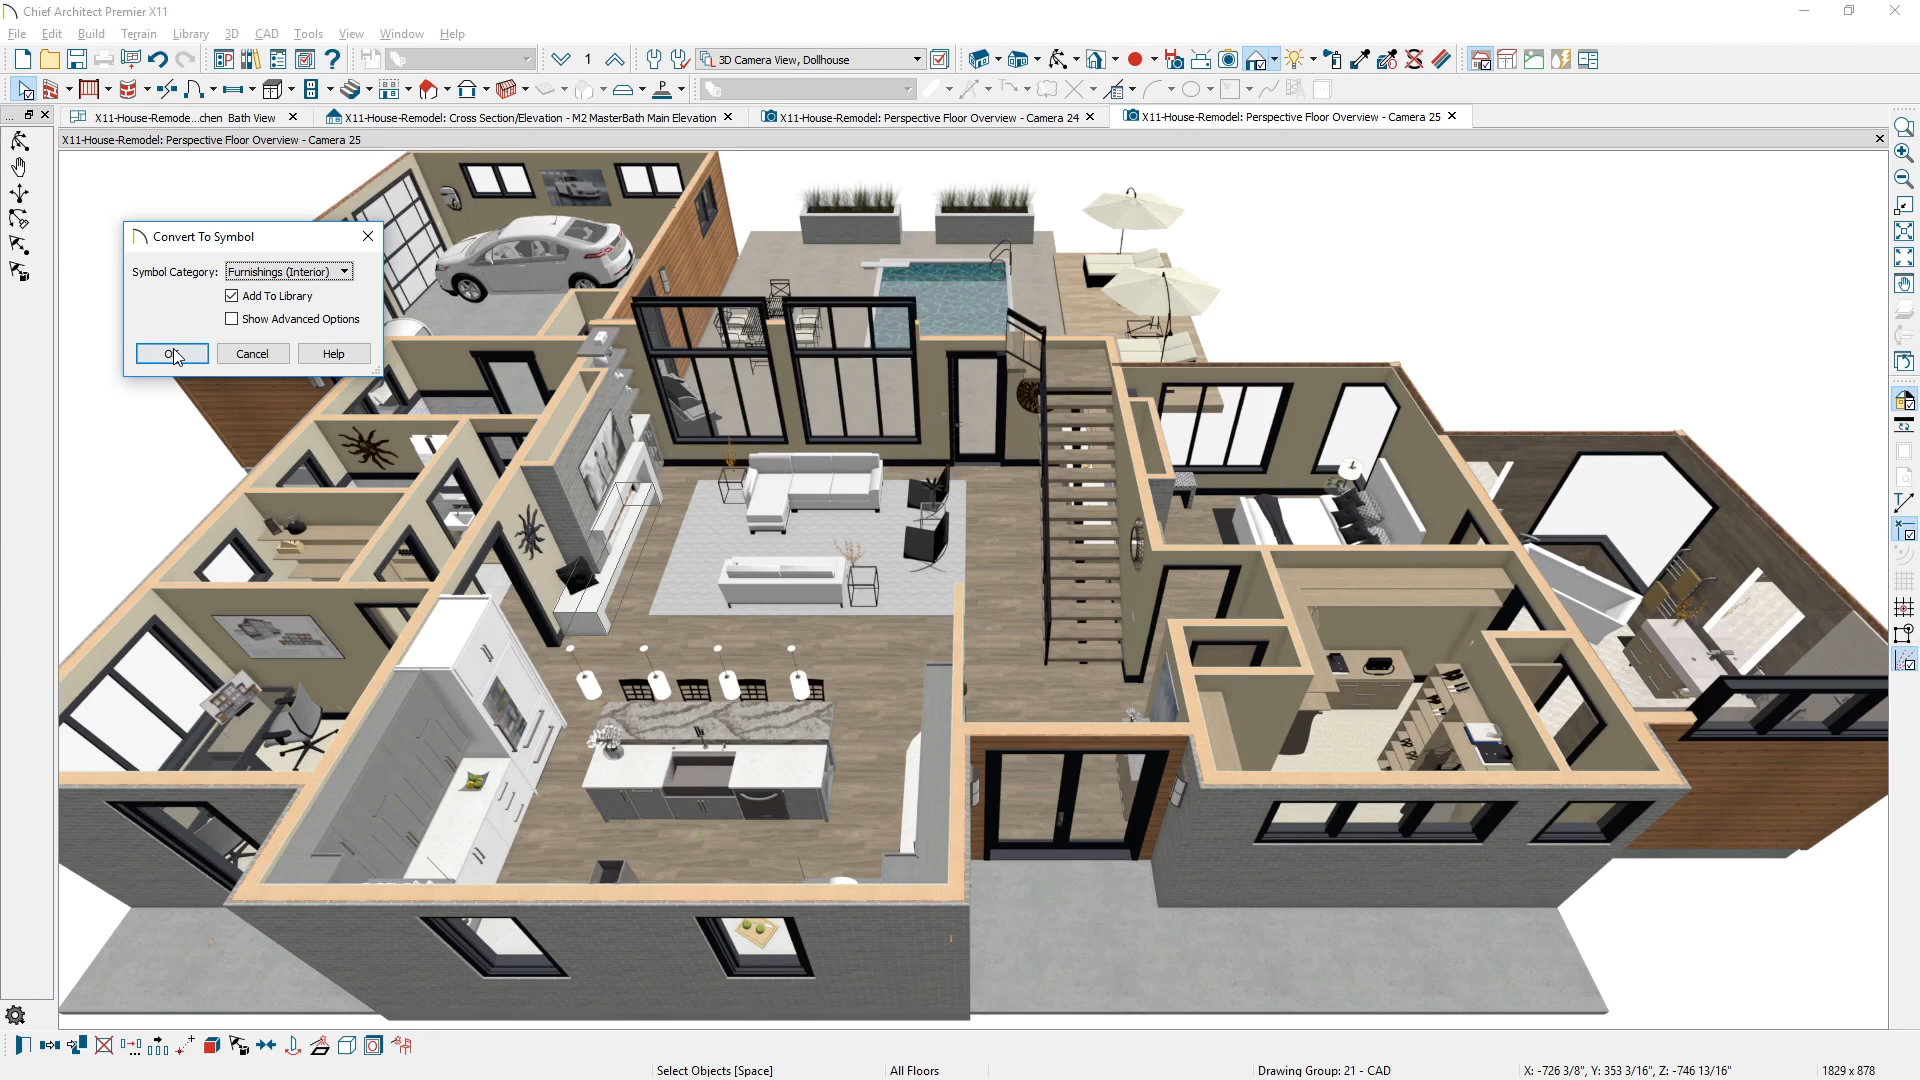 Chief Architect Premier X11
File Edit Build Terrain Library 3D CAD Tools View Window Help
1
3D Camera View, Dollhouse
P
... X11-House-Remode...chen Bath View
X11-House-Remodel: Cross Section/Elevation - M2 MasterBath Main Elevation
X11-House-Remodel: Perspective Floor Overview - Camera 24
X11-House-Remodel: Perspective Floor Overview - Camera 25
X11-House-Remodel: Perspective Floor Overview - Camera 25
Convert To Symbol
Symbol Category: Furnishings (Interior)
Add To Library
Show Advanced Options
Cancel Help
Select Objects [Space] All Floors Drawing Group: 21 - CAD X: -726 3/8", Y: 353 3/16", Z: -746 13/16" 1829 x 878